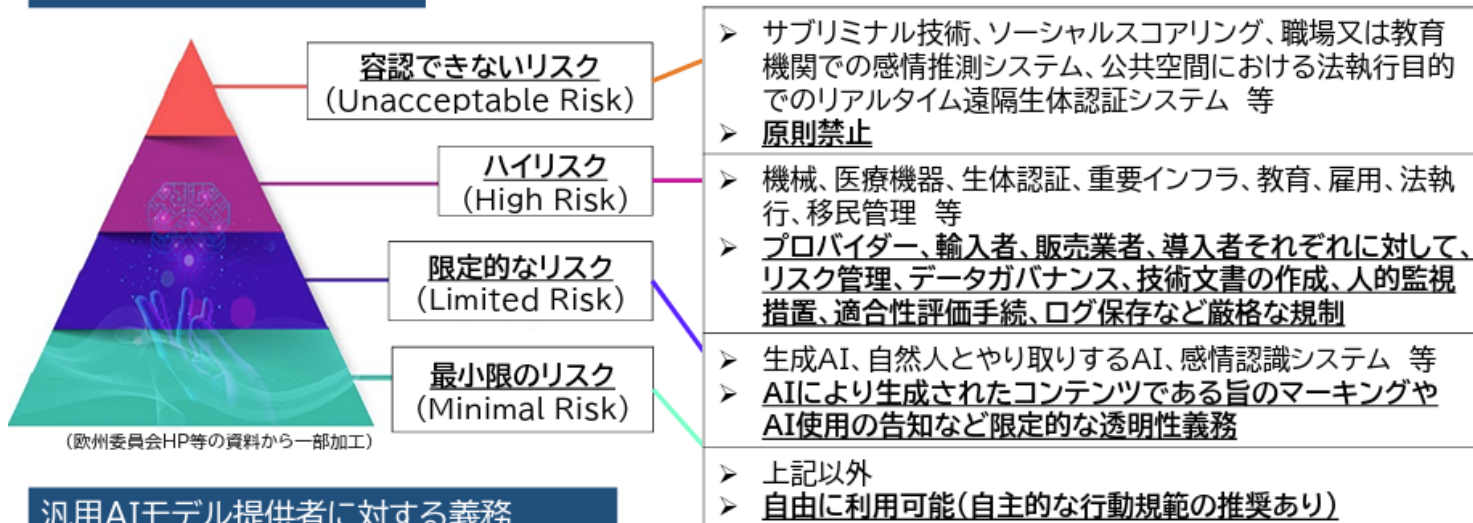 容認できないリスク
(Unacceptable Risk)
➢ サブリミナル技術、ソーシャルスコアリング、職場又は教育
機関での感情推測システム、公共空間における法執行目的
でのリアルタイム遠隔生体認証システム 等
➢ 原則禁止
ハイリスク
(High Risk)
➢ 機械、医療機器、生体認証、重要インフラ、教育、雇用、法執
行、移民管理 等
➢ プロバイダー、輸入者、販売業者、導入者それぞれに対して、
リスク管理、データガバナンス、技術文書の作成、人的監視
措置、適合性評価手続、ログ保存など厳格な規制
限定的なリスク
(Limited Risk)
➢ 生成AI、自然人とやり取りするAI、感情認識システム 等
➢ AIにより生成されたコンテンツである旨のマーキングや
AI使用の告知など限定的な透明性義務
最小限のリスク
(Minimal Risk)
➢ 上記以外
➢ 自由に利用可能(自主的な行動規範の推奨あり)
(欧州委員会HP等の資料から一部加工)
汎用AIモデル提供者に対する義務